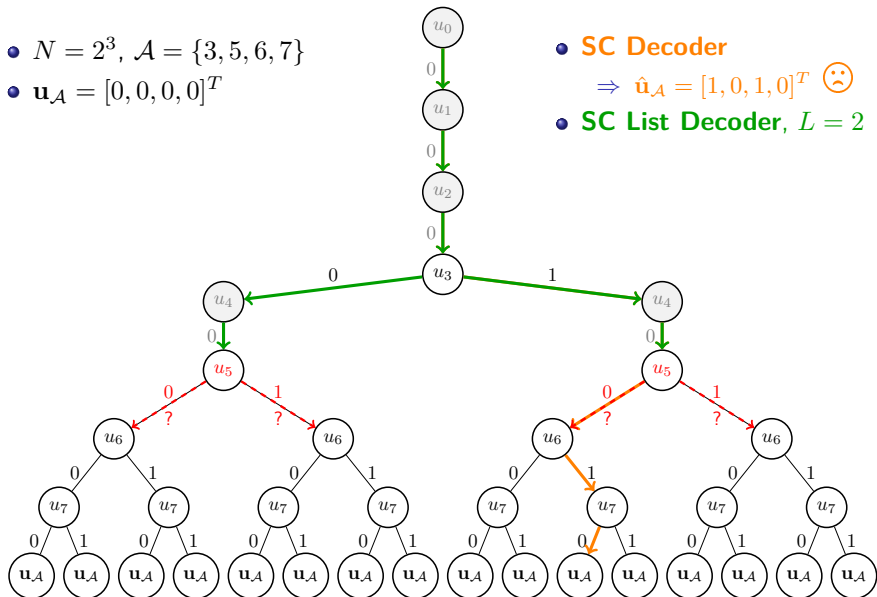 N = 2^3, 𝒜 = {3, 5, 6, 7}
𝐮_𝒜 = [0, 0, 0, 0]^T
SC Decoder
⇒ 𝐮̂_𝒜 = [1, 0, 1, 0]^T
SC List Decoder, L = 2
u_0
0
u_1
0
u_2
0
u_3
0 1
u_4 u_4
0 0
u_5 u_5
0 1 0 1
? ? ? ?
u_6 u_6 u_6 u_6
0 1 0 1 0 1 0 1
u_7 u_7 u_7 u_7 u_7 u_7 u_7 u_7
0 1 0 1 0 1 0 1 0 1 0 1 0 1 0 1
𝐮_𝒜 𝐮_𝒜 𝐮_𝒜 𝐮_𝒜 𝐮_𝒜 𝐮_𝒜 𝐮_𝒜 𝐮_𝒜 𝐮_𝒜 𝐮_𝒜 𝐮_𝒜 𝐮_𝒜 𝐮_𝒜 𝐮_𝒜 𝐮_𝒜 𝐮_𝒜